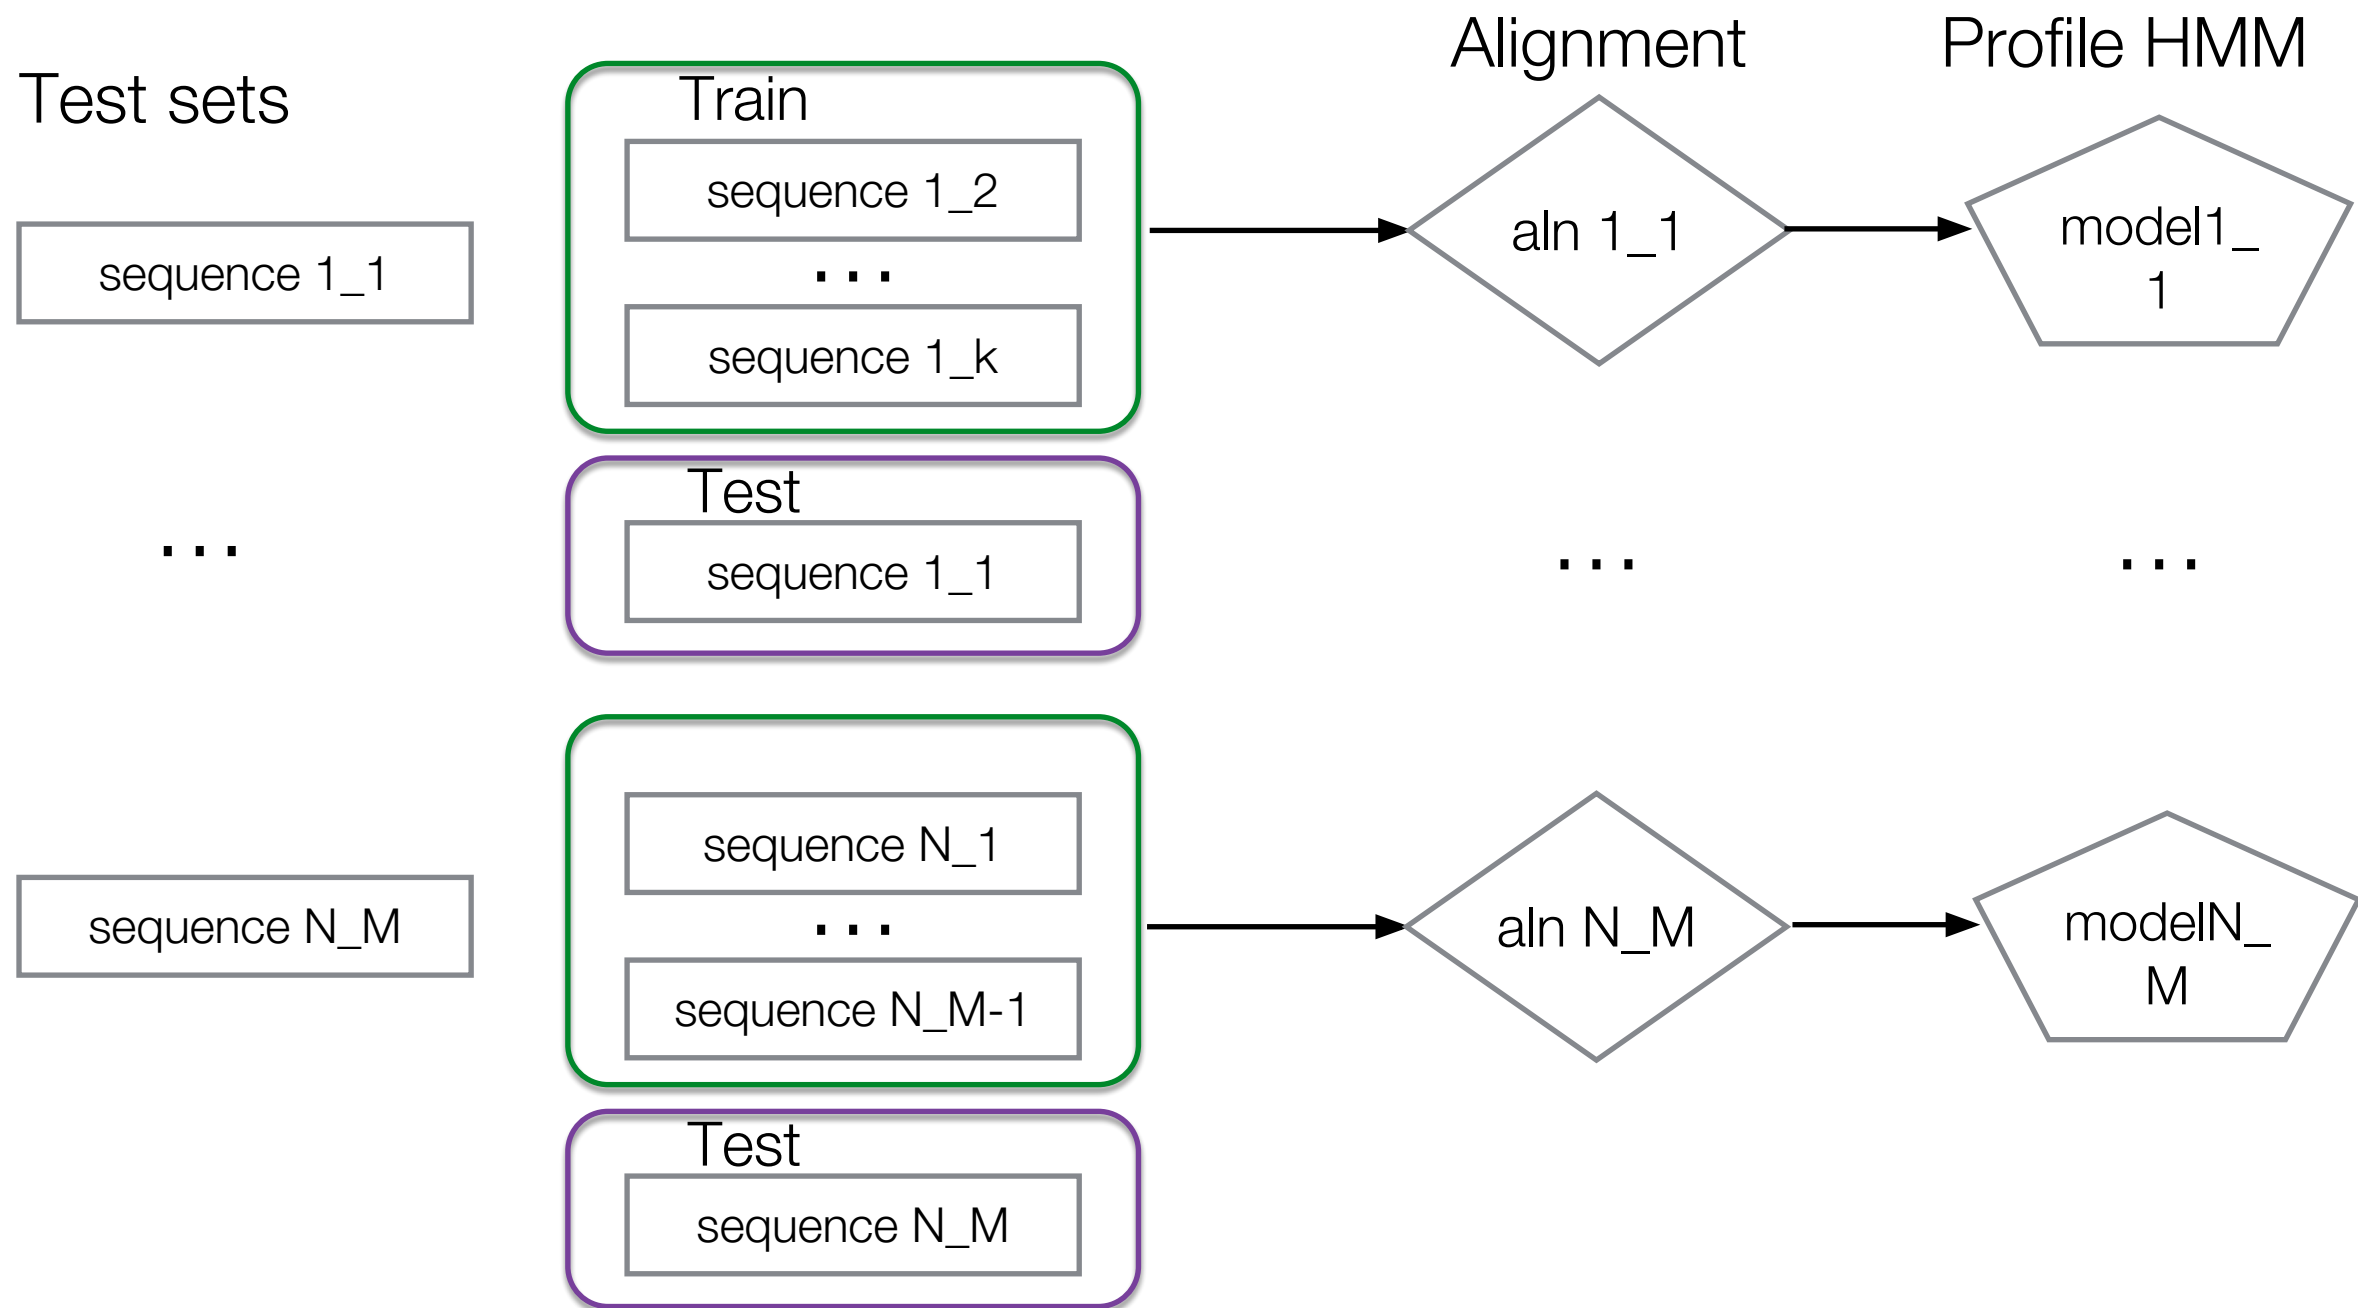 Test sets
Train
Alignment
Profile HMM
sequence 1_1
sequence 1_2
...
sequence 1_k
aln 1_1
model1_
1
...
Test
sequence 1_1
...
...
sequence N_M
sequence N_1
...
sequence N_M-1
aln N_M
modelN_
M
Test
sequence N_M